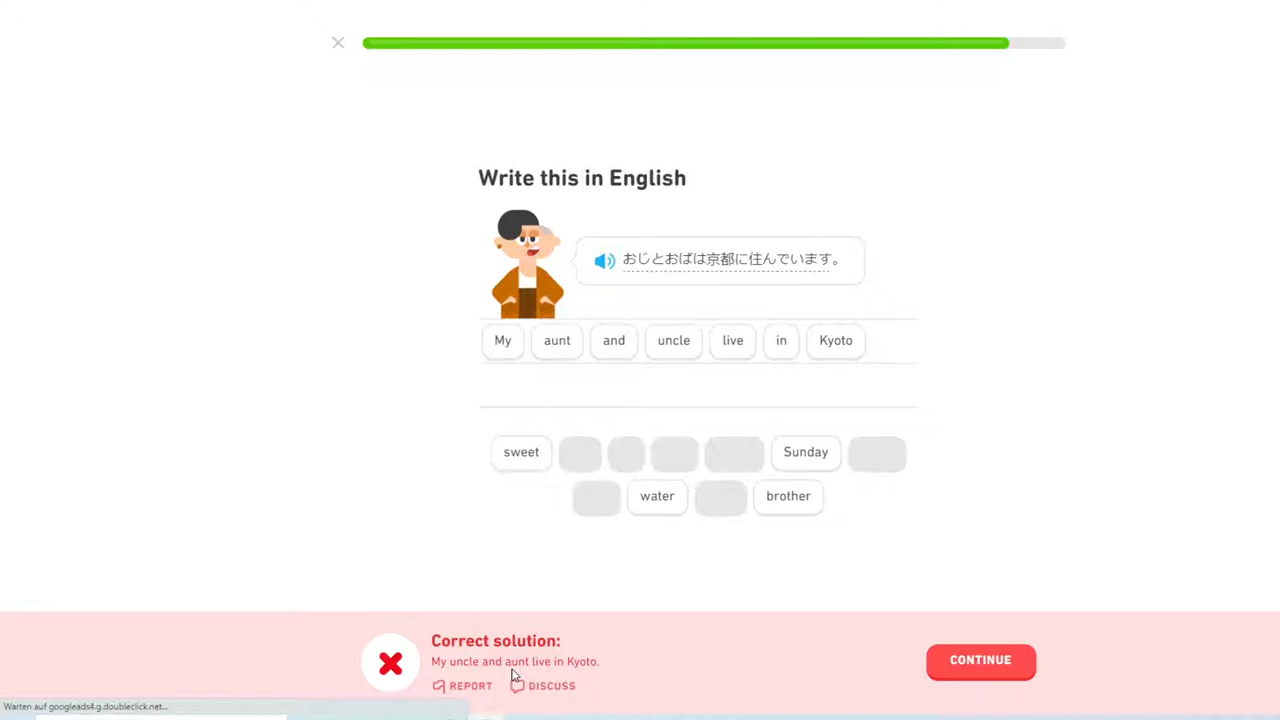 Write this in English
おじとおばは京都に住んでいます。
My aunt and uncle live in Kyoto
sweet Sunday
water brother
Correct solution:
My uncle and aunt live in Kyoto.
REPORT DISCUSS
CONTINUE
Warten auf googleads4.g.doubleclick.net...